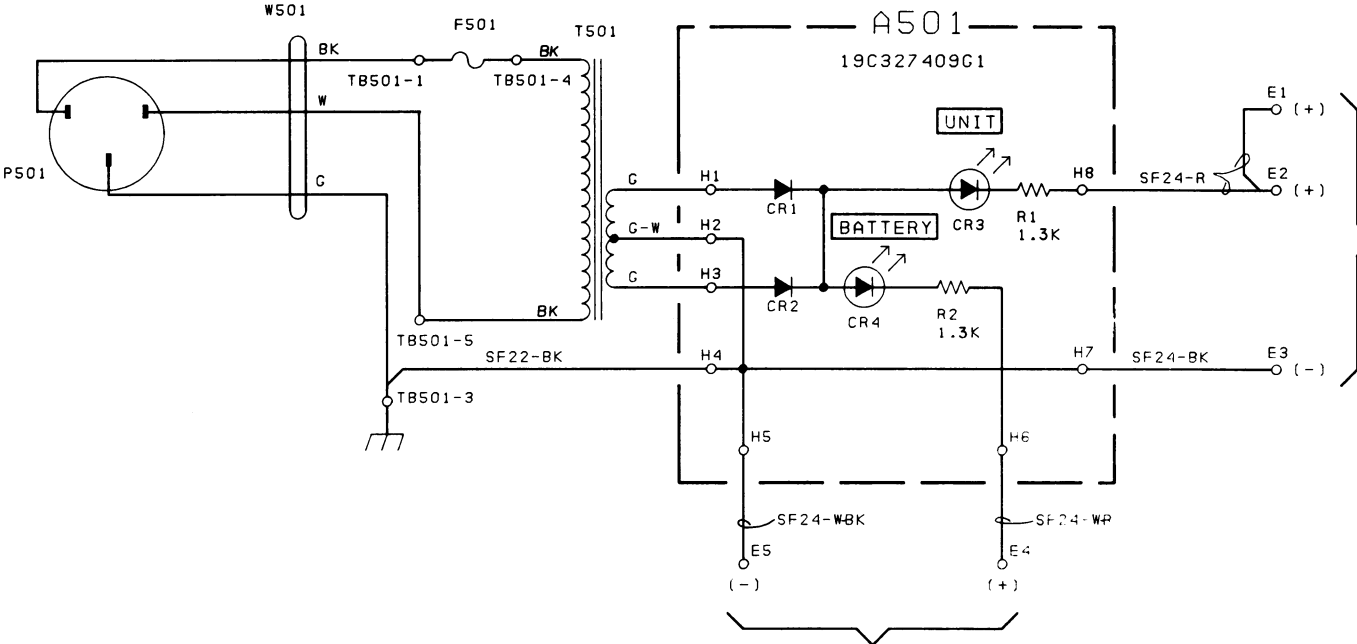 W501
F501
T501
A501
19C327409G1
BK
BK
TB501-1
TB501-4
W
P501
G
UNIT
E1
(+)
G
H1
CR1
CR3
R1
1.3K
H8
SF24-R
E2
(+)
G-W
H2
BATTERY
G
H3
CR2
CR4
R2
1.3K
BK
TB501-5
SF22-BK
H4
H7
SF24-BK
E3
(-)
TB501-3
H5
H6
SF24-WBK
SF24-WR
E5
E4
(-)
(+)